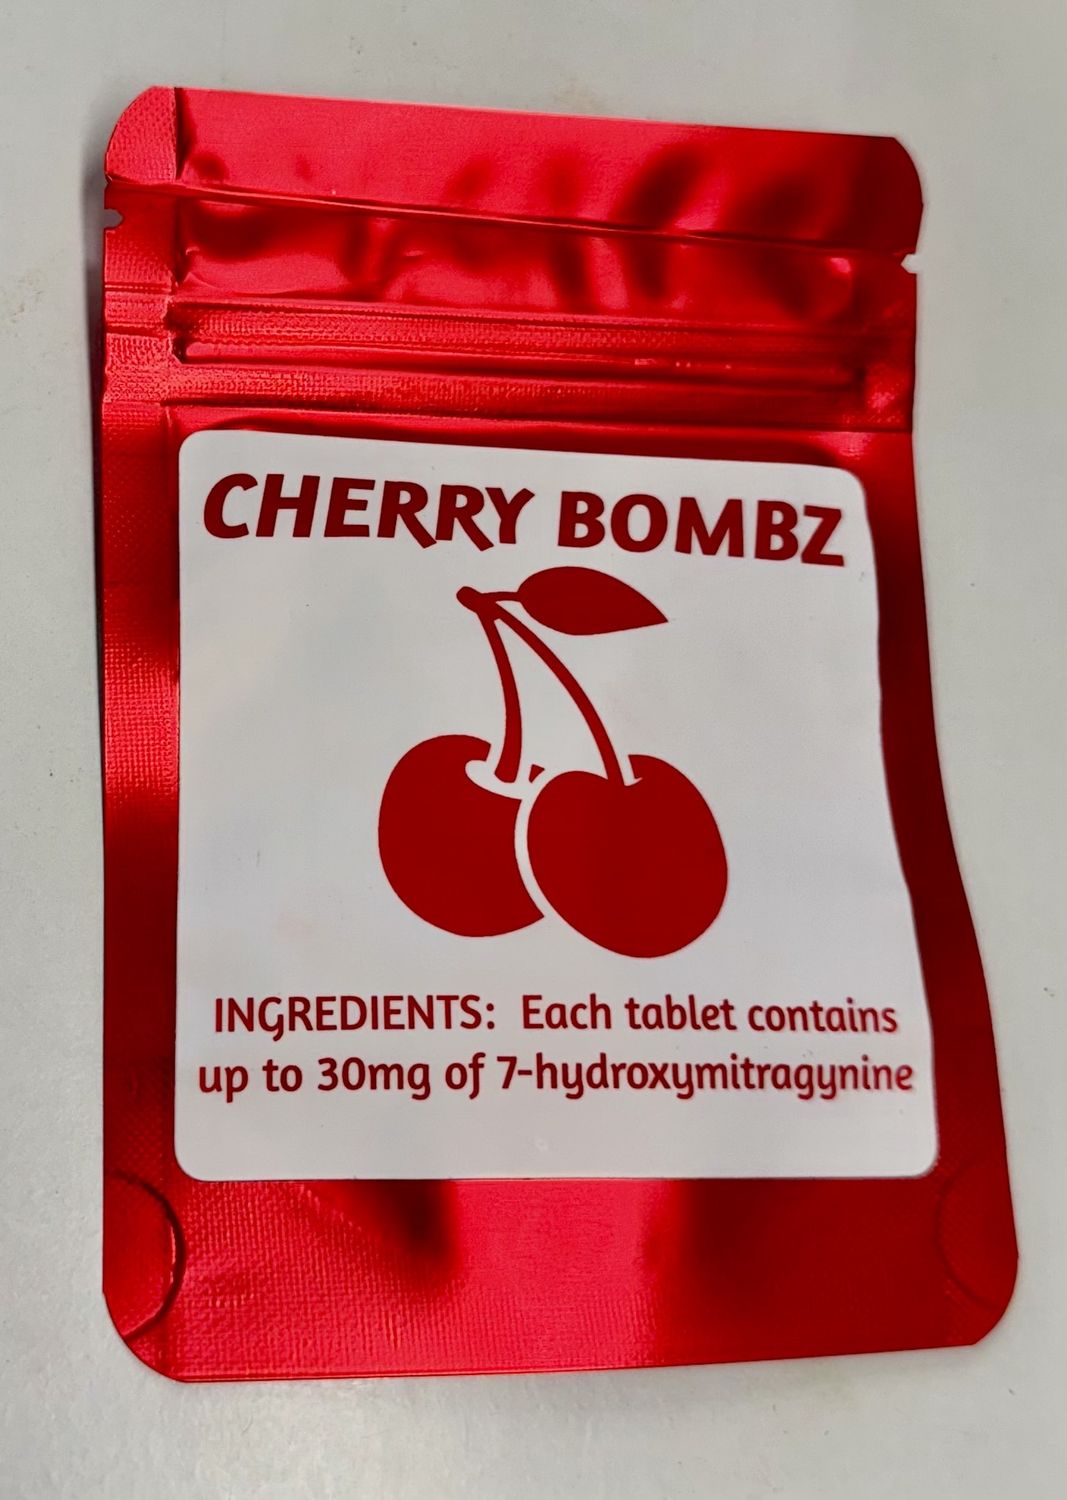 CHERRY BOMBZ
INGREDIENTS: Each tablet contains
up to 30mg of 7-hydroxymitragynine